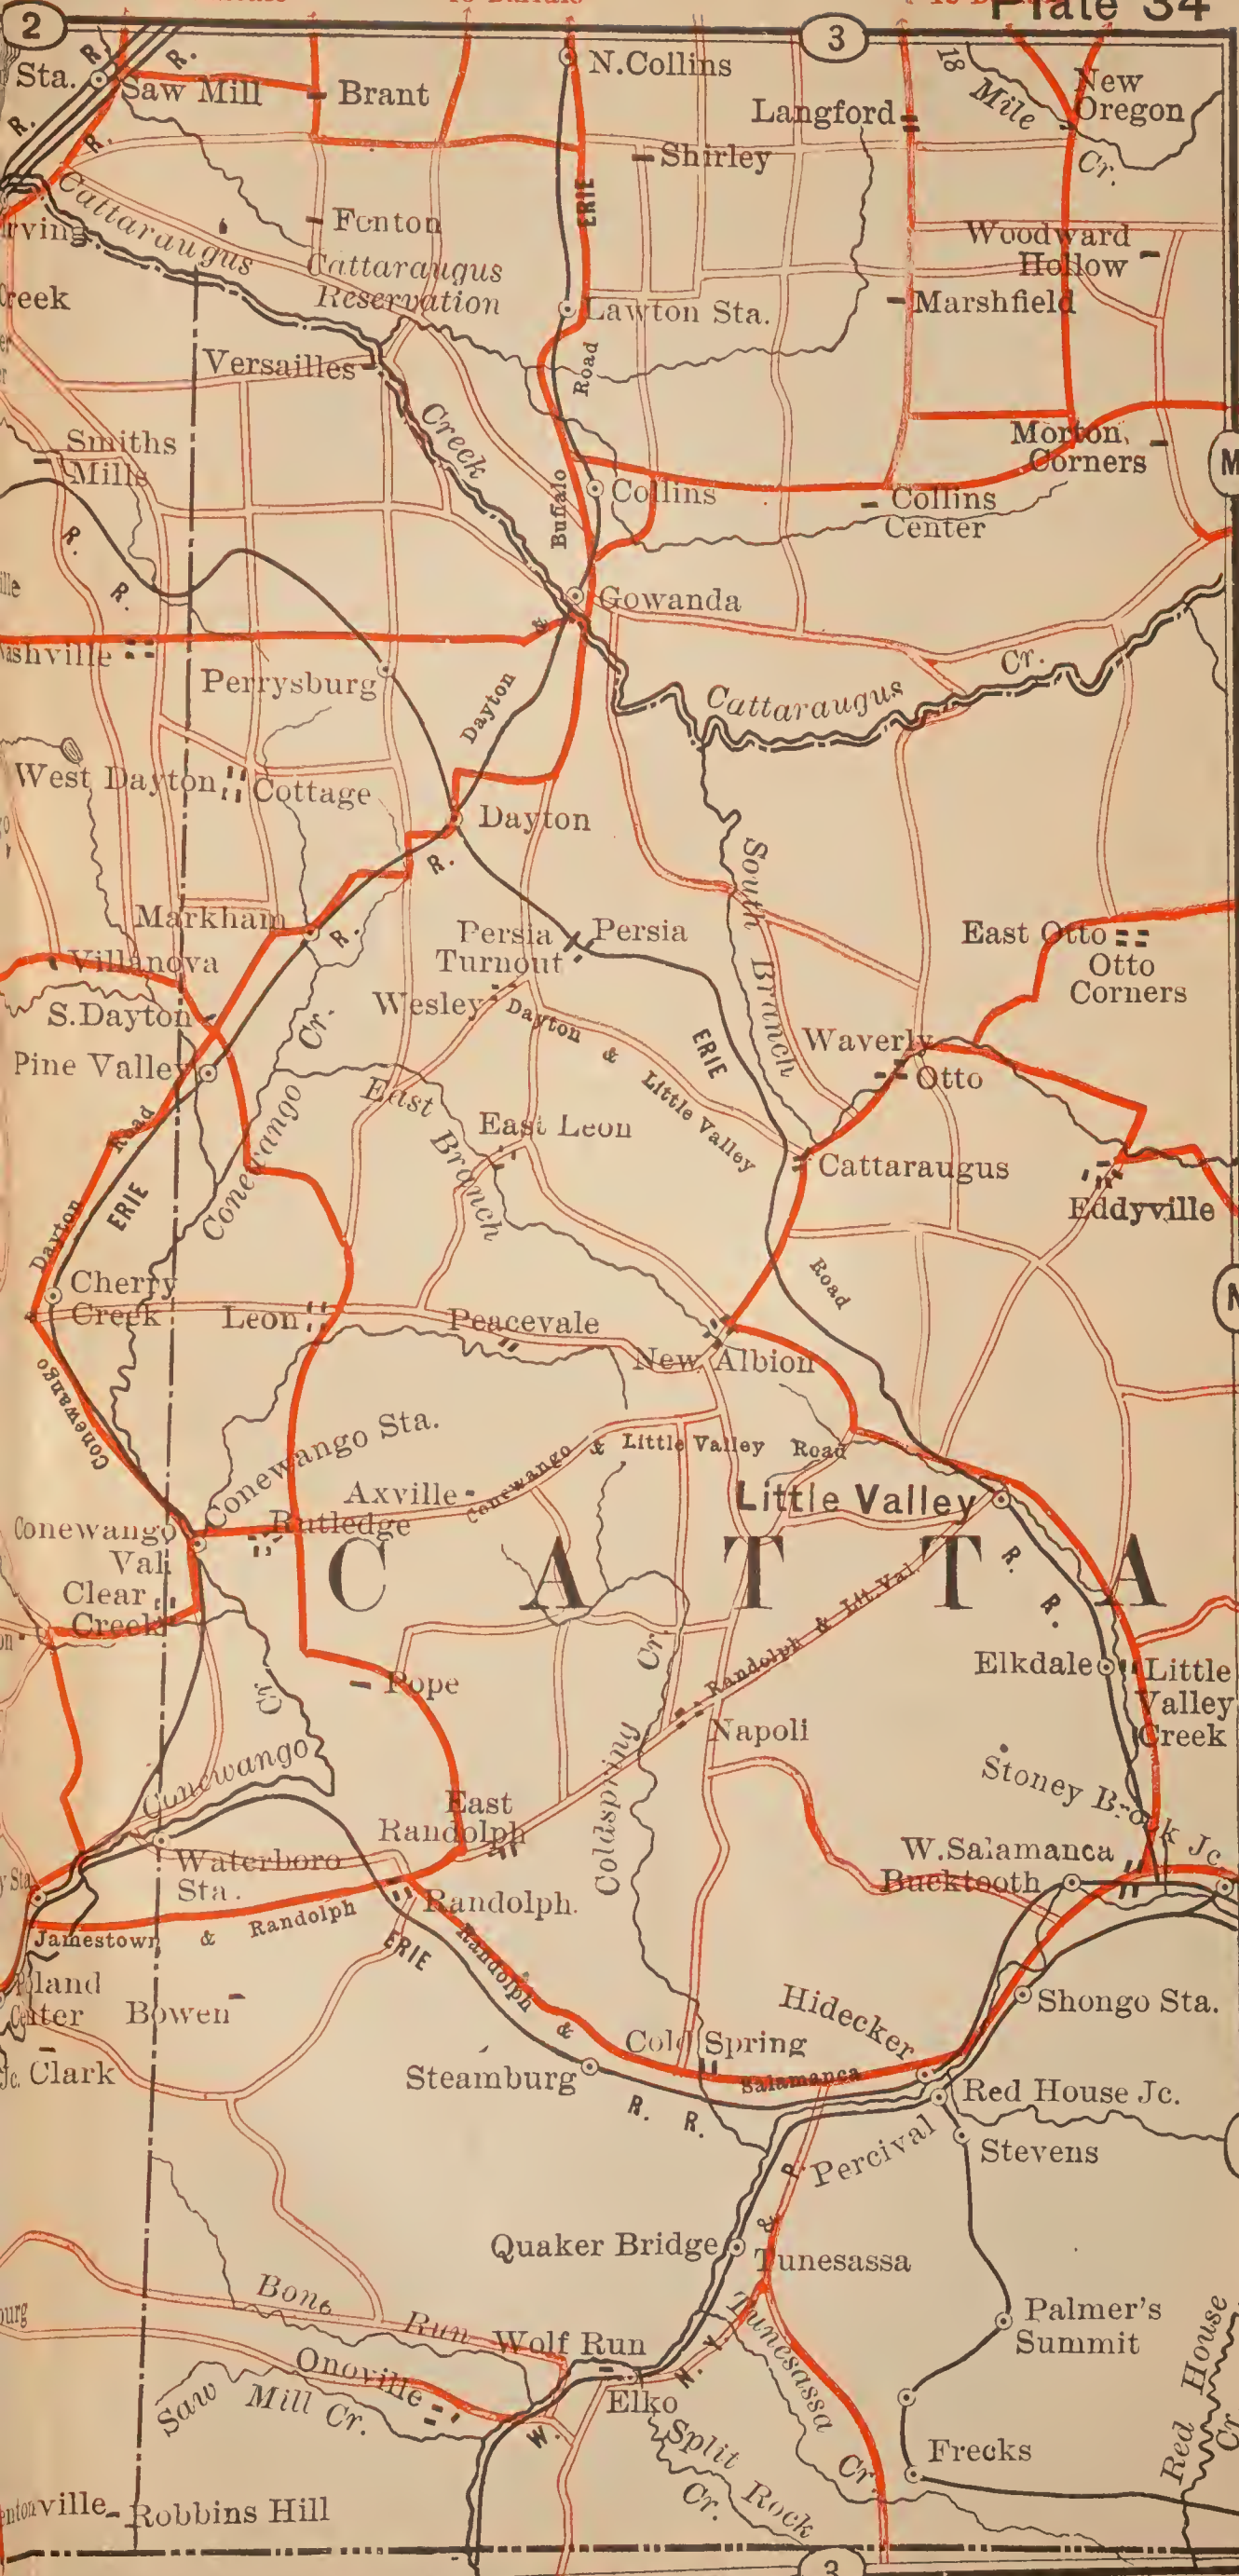 Plate 34
2
3
R.
R.
N.Collins
18
Mile
New
Oregon
Cr.
Sta.
Saw Mill
Brant
Langford
R.
R.
Shirley
ERIE
Cattaraugus
Fenton
Cattaraugus
Reservation
Woodward
Hollow
Marshfield
Lawton Sta.
Versailles
Road
Creek
Smiths
Mills
Morton
Corners
M
Collins
Buffalo
Collins
Center
R.
R.
Gowanda
&
Perrysburg
Dayton
Cattaraugus
Cr.
West Dayton
Cottage
Dayton
R.
South
Branch
Markham
R.
Persia
Turnout
Persia
East Otto
Otto
Corners
Villanova
Wesley
Dayton & Little Valley
ERIE
S.Dayton
Cr.
Waverly
Otto
Pine Valley
Conewango
East
Branch
East Leon
Road
Cattaraugus
Eddyville
ERIE
Dayton
Cherry
Creek
Leon
Peacevale
Road
New Albion
Conewango
Conewango Sta.
Conewango & Little Valley Road
Axville
Little Valley
Conewango
Val.
Rutledge
C A T T A
Clear
Creek
R.
R.
Randolph & Lit. Val.
Cr.
Elkdale
Little
Valley
Creek
Pope
Cr.
Napoli
Coldspring
Conewango
Stoney Brook Jc.
East
Randolph
W.Salamanca
Bucktooth
Waterboro
Sta.
Randolph.
Jamestown & Randolph
ERIE
Randolph &
Salamanca
Bowen
Hidecker
Shongo Sta.
Cold Spring
Clark
Steamburg
R. R.
Red House Jc.
Percival
Stevens
R.
&
Quaker Bridge
Tunesassa
Bone
Run
Palmer's
Summit
Wolf Run
Tunesassa
Cr.
Onoville
Y.
N.
Elko
Saw
Mill Cr.
W.
Split
Rock
Cr.
Red House
Cr
Frecks
Robbins Hill
3